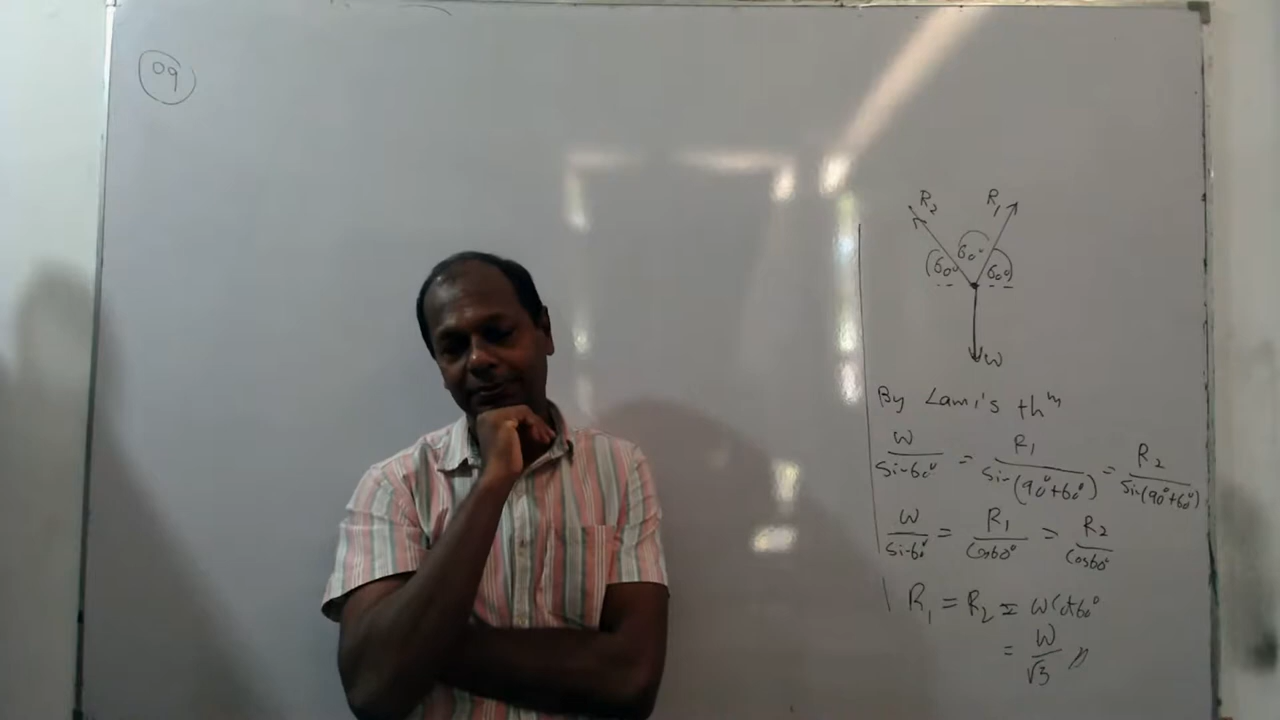 09
R₂ R₁
60° 60° 60°
W
By Lami's thᵐ
W/Sin60° = R₁/Sin(90°+60°) = R₂/Sin(90°+60°)
W/Sin60° = R₁/Cos60° = R₂/Cos60°
R₁ = R₂ = W Cot60°
= W/√3 //